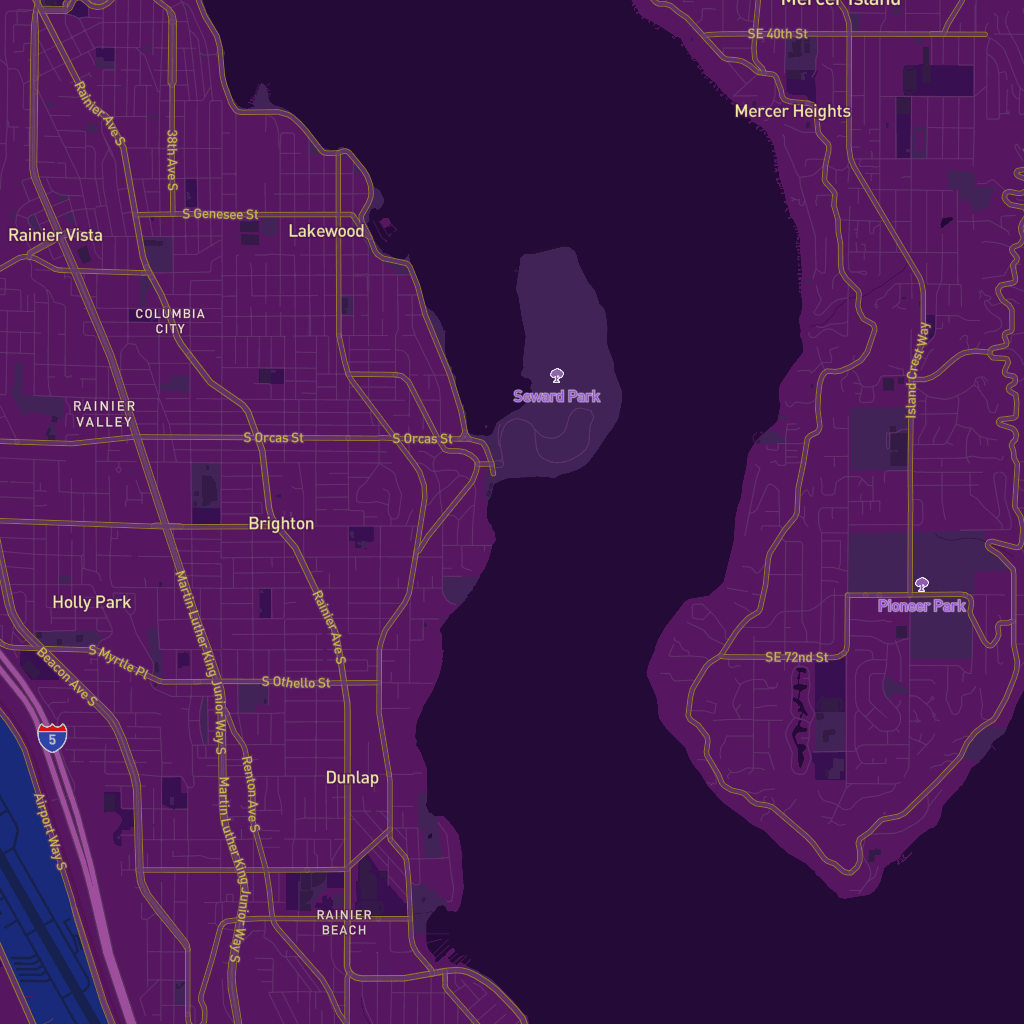 Mercer Island
SE 40th St
Rainier Ave S
Mercer Heights
38th Ave S
S Genesee St
Lakewood
Rainier Vista
COLUMBIA
CITY
Island Crest Way
Seward Park
RAINIER
VALLEY
S Orcas St
S Orcas St
Brighton
Holly Park
Pioneer Park
Martin Luther King Junior Way S
Rainier Ave S
S Myrtle Pl
SE 72nd St
Beacon Ave S
S Othello St
5
Dunlap
Renton Ave S
Airport Way S
Martin Luther King Junior Way S
RAINIER
BEACH